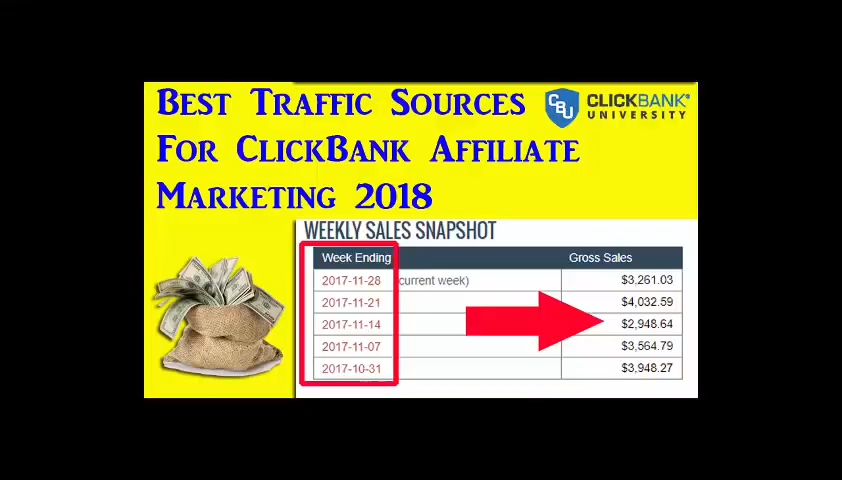 Best Traffic Sources
For ClickBank Affiliate
Marketing 2018
CBU
CLICKBANK®
UNIVERSITY
WEEKLY SALES SNAPSHOT
Week Ending Gross Sales
2017-11-28 (current week) $3,261.03
2017-11-21 $4,032.59
2017-11-14 $2,948.64
2017-11-07 $3,564.79
2017-10-31 $3,948.27